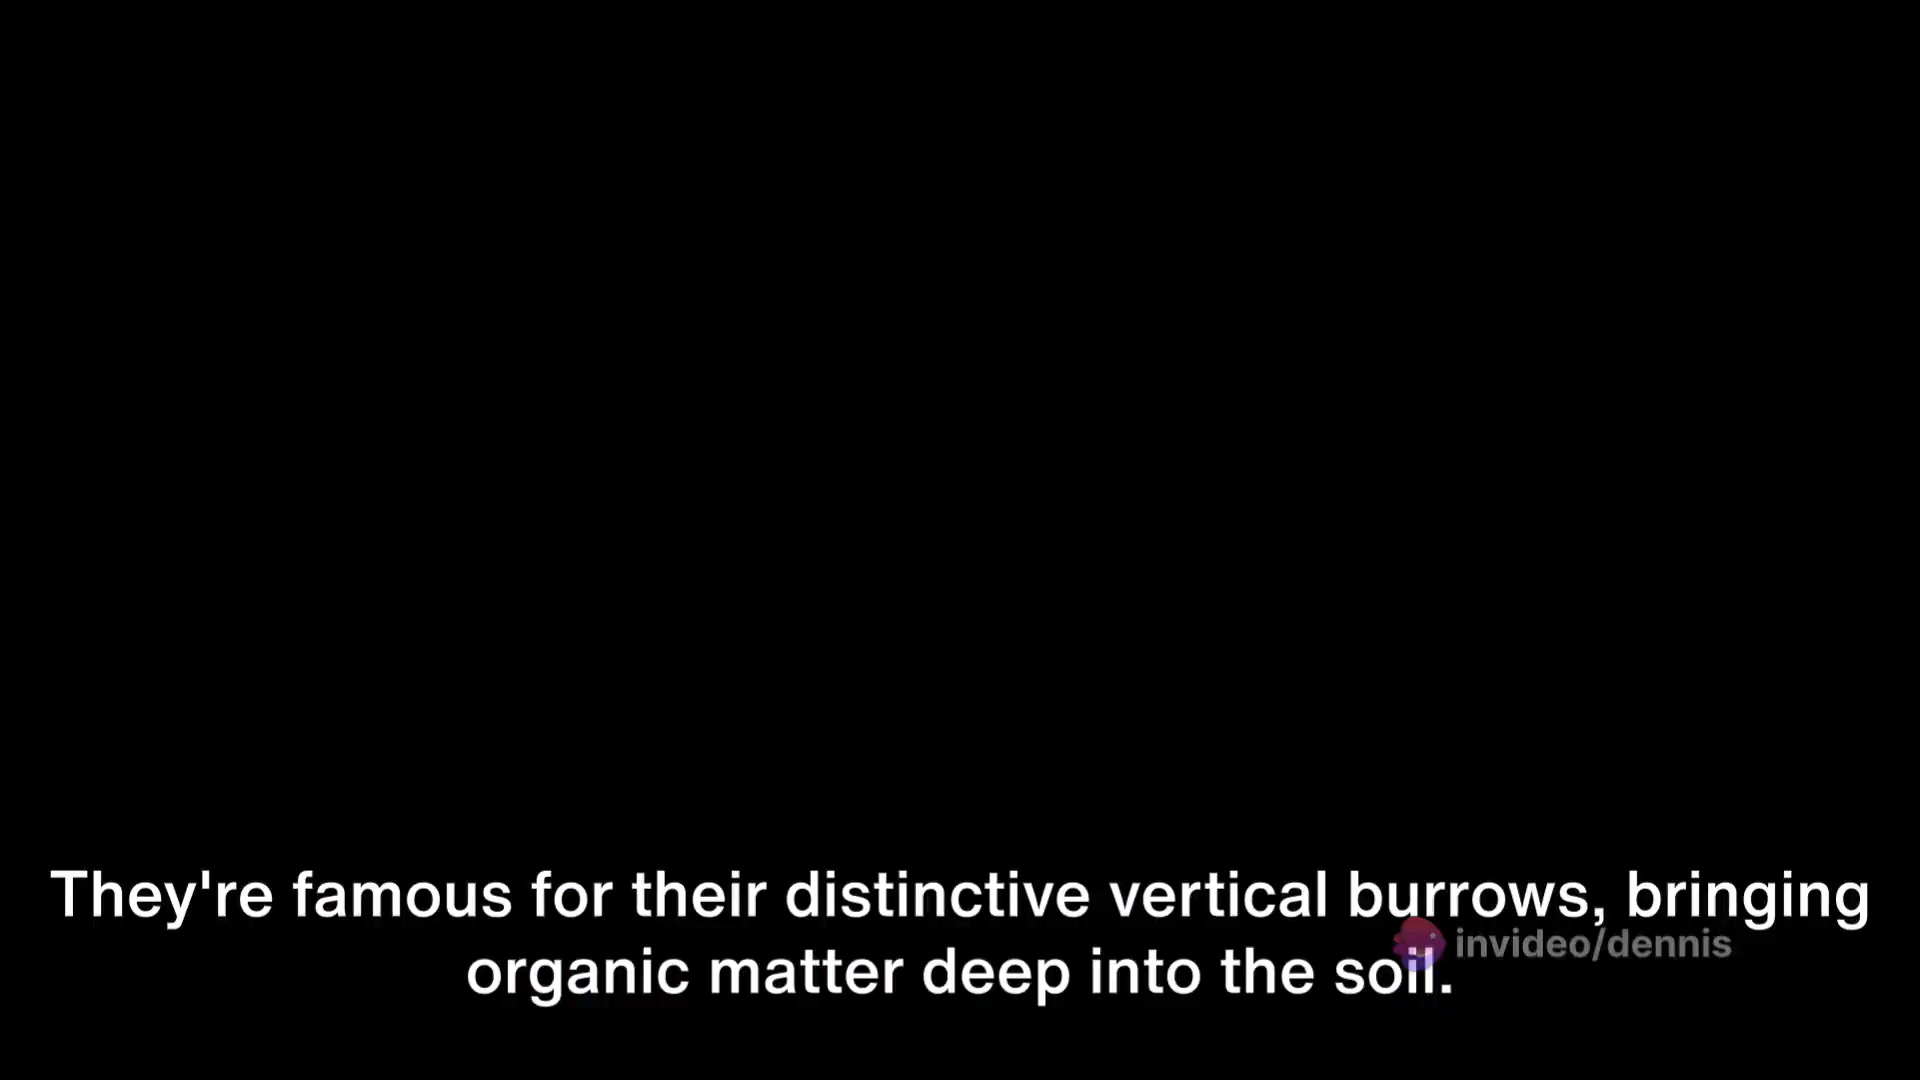 They're famous for their distinctive vertical burrows, bringing
organic matter deep into the soil.
invideo/dennis